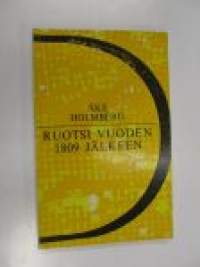 ÅKE
HOLMBERG
RUOTSI VUODEN
1809 JÄLKEEN